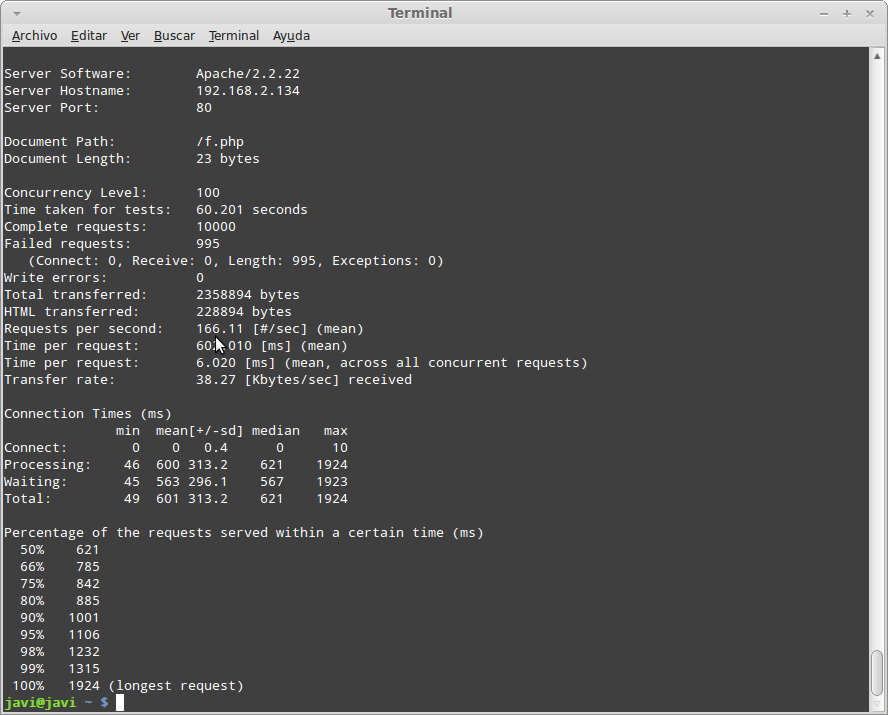 Terminal
Archivo Editar Ver Buscar Terminal Ayuda
Server Software: Apache/2.2.22
Server Hostname: 192.168.2.134
Server Port: 80
Document Path: /f.php
Document Length: 23 bytes
Concurrency Level: 100
Time taken for tests: 60.201 seconds
Complete requests: 10000
Failed requests: 995
(Connect: 0, Receive: 0, Length: 995, Exceptions: 0)
Write errors: 0
Total transferred: 2358894 bytes
HTML transferred: 228894 bytes
Requests per second: 166.11 [#/sec] (mean)
Time per request: 602.010 [ms] (mean)
Time per request: 6.020 [ms] (mean, across all concurrent requests)
Transfer rate: 38.27 [Kbytes/sec] received
Connection Times (ms)
min mean[+/-sd] median max
Connect: 0 0 0.4 0 10
Processing: 46 600 313.2 621 1924
Waiting: 45 563 296.1 567 1923
Total: 49 601 313.2 621 1924
Percentage of the requests served within a certain time (ms)
50% 621
66% 785
75% 842
80% 885
90% 1001
95% 1106
98% 1232
99% 1315
100% 1924 (longest request)
javi@javi ~ $